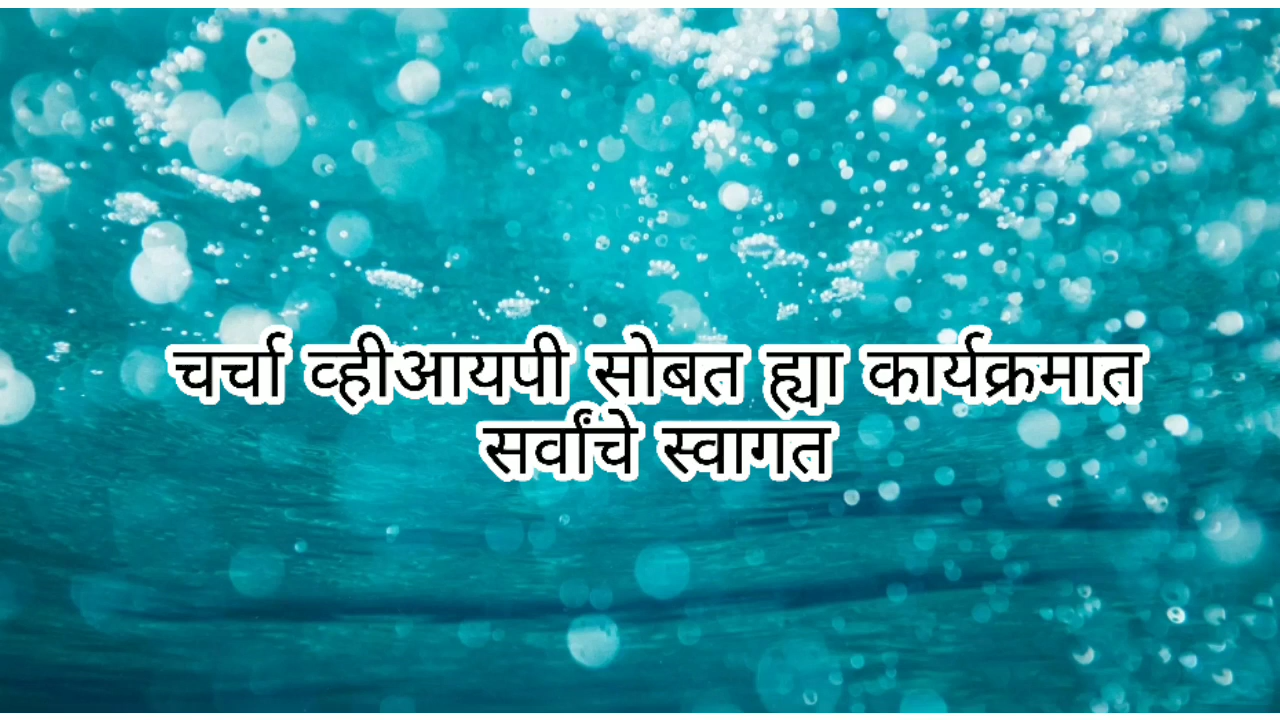 चर्चा व्हीआयपी सोबत ह्या कार्यक्रमात
सर्वांचे स्वागत